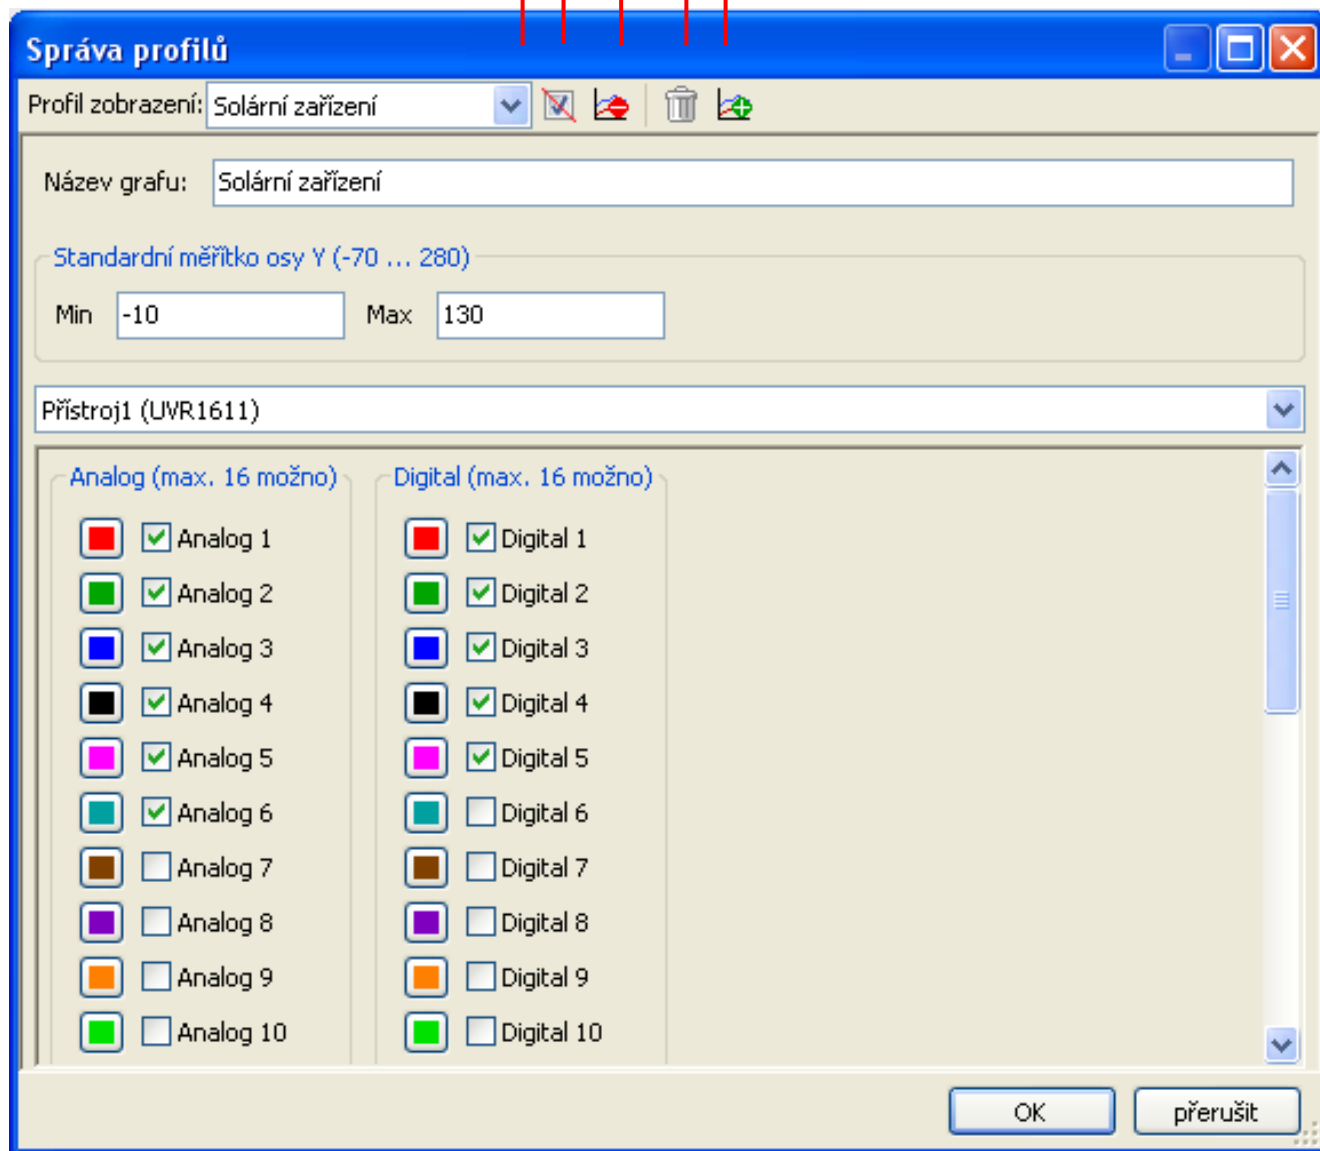 Správa profilů
Profil zobrazení: Solární zařízení
Název grafu: Solární zařízení
Standardní měřítko osy Y (-70 ... 280)
Min -10 Max 130
Přístroj1 (UVR1611)
Analog (max. 16 možno) Digital (max. 16 možno)
Analog 1 Digital 1
Analog 2 Digital 2
Analog 3 Digital 3
Analog 4 Digital 4
Analog 5 Digital 5
Analog 6 Digital 6
Analog 7 Digital 7
Analog 8 Digital 8
Analog 9 Digital 9
Analog 10 Digital 10
OK přerušit